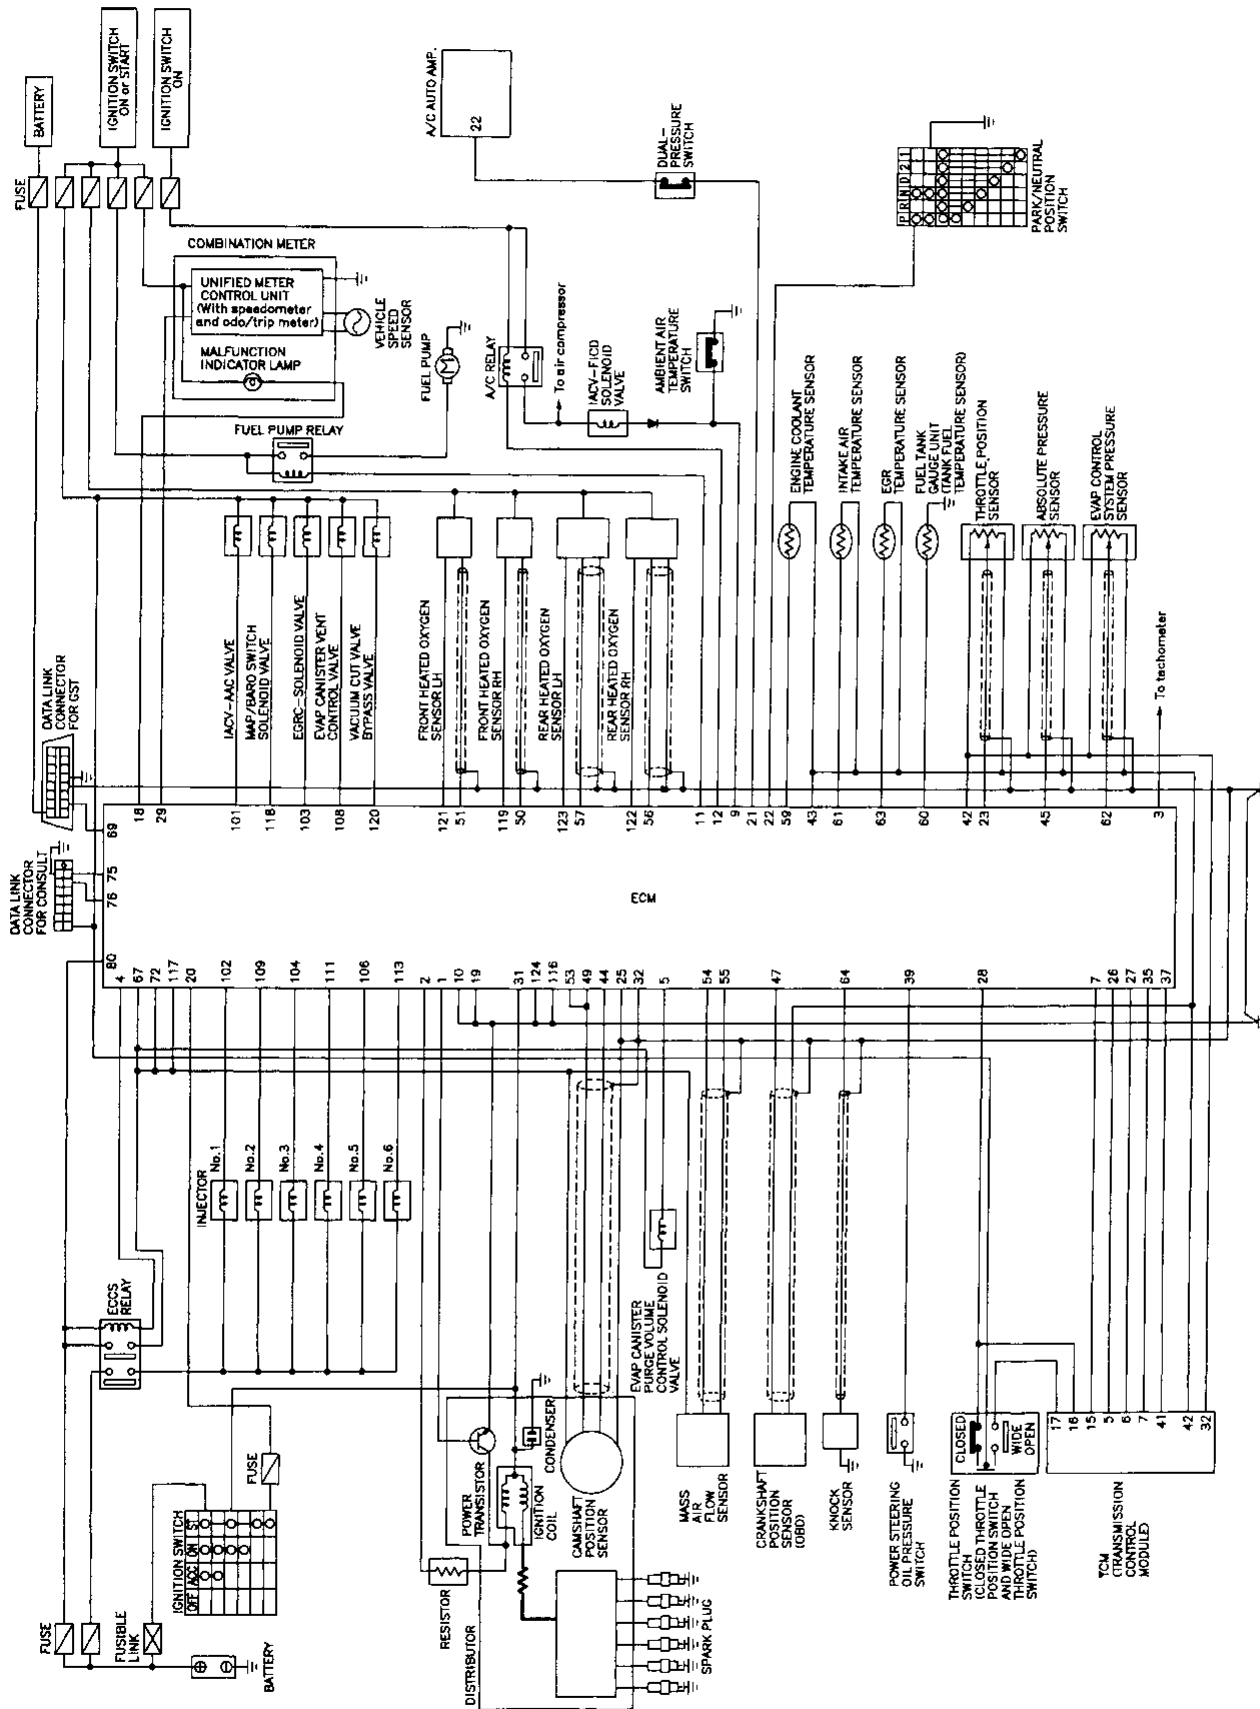 BATTERY
IGNITION SWITCH
ON or START
IGNITION SWITCH
ON
FUSE
A/C AUTO AMP.
22
DUAL-
PRESSURE
SWITCH
P R N D 2 1
PARK/NEUTRAL
POSITION
SWITCH
COMBINATION METER
UNIFIED METER
CONTROL UNIT
(With speedometer
and odo/trip meter)
VEHICLE
SPEED
SENSOR
MALFUNCTION
INDICATOR LAMP
FUEL PUMP
FUEL PUMP RELAY
A/C RELAY
To air compressor
IACV-FICD
SOLENOID
VALVE
AMBIENT AIR
TEMPERATURE
SWITCH
ENGINE COOLANT
TEMPERATURE SENSOR
INTAKE AIR
TEMPERATURE SENSOR
EGR
TEMPERATURE SENSOR
FUEL TANK
GAUGE UNIT
(TANK FUEL
TEMPERATURE SENSOR)
THROTTLE POSITION
SENSOR
ABSOLUTE PRESSURE
SENSOR
EVAP CONTROL
SYSTEM PRESSURE
SENSOR
DATA LINK
CONNECTOR
FOR GST
IACV-AAC VALVE
MAP/BARO SWITCH
SOLENOID VALVE
EGRC-SOLENOID VALVE
EVAP CANISTER VENT
CONTROL VALVE
VACUUM CUT VALVE
BYPASS VALVE
FRONT HEATED OXYGEN
SENSOR LH
FRONT HEATED OXYGEN
SENSOR RH
REAR HEATED OXYGEN
SENSOR LH
REAR HEATED OXYGEN
SENSOR RH
To tachometer
DATA LINK
CONNECTOR
FOR CONSULT
69
75
76
80
18
29
101
118
103
108
120
121
51
119
50
123
57
122
56
11
12
9
21
22
59
43
61
63
60
42
23
45
62
3
ECM
4
67
72
117
20
102
109
104
111
106
113
2
1
10
19
31
124
116
53
49
44
25
32
5
54
55
47
64
39
28
7
26
27
35
37
INJECTOR
No.1
No.2
No.3
No.4
No.5
No.6
ECCS
RELAY
EVAP CANISTER
PURGE VOLUME
CONTROL SOLENOID
VALVE
FUSE
FUSIBLE
LINK
BATTERY
IGNITION SWITCH
OFF ACC ON ST
FUSE
RESISTOR
DISTRIBUTOR
POWER
TRANSISTOR
IGNITION
COIL
CONDENSER
CAMSHAFT
POSITION
SENSOR
SPARK PLUG
MASS
AIR
FLOW
SENSOR
CRANKSHAFT
POSITION
SENSOR
(OBD)
KNOCK
SENSOR
POWER STEERING
OIL PRESSURE
SWITCH
CLOSED
WIDE
OPEN
THROTTLE POSITION
SWITCH
(CLOSED THROTTLE
POSITION SWITCH
AND WIDE OPEN
THROTTLE POSITION
SWITCH)
17
16
15
5
6
7
41
42
32
TCM
(TRANSMISSION
CONTROL
MODULE)